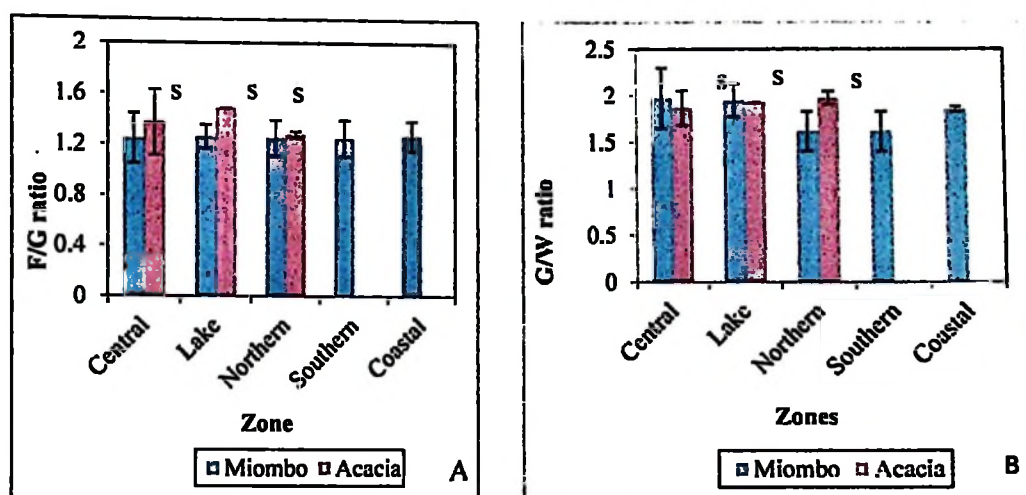 2
1.6
1.2
0.8
0.4
0
F/G ratio
S S S
Central
Lake
Northern
Southern
Coastal
Zone
Miombo Acacia
A
2.5
2
1.5
1
0.5
0
G/W ratio
S S S
Central
Lake
Northern
Southern
Coastal
Zones
Miombo Acacia
B